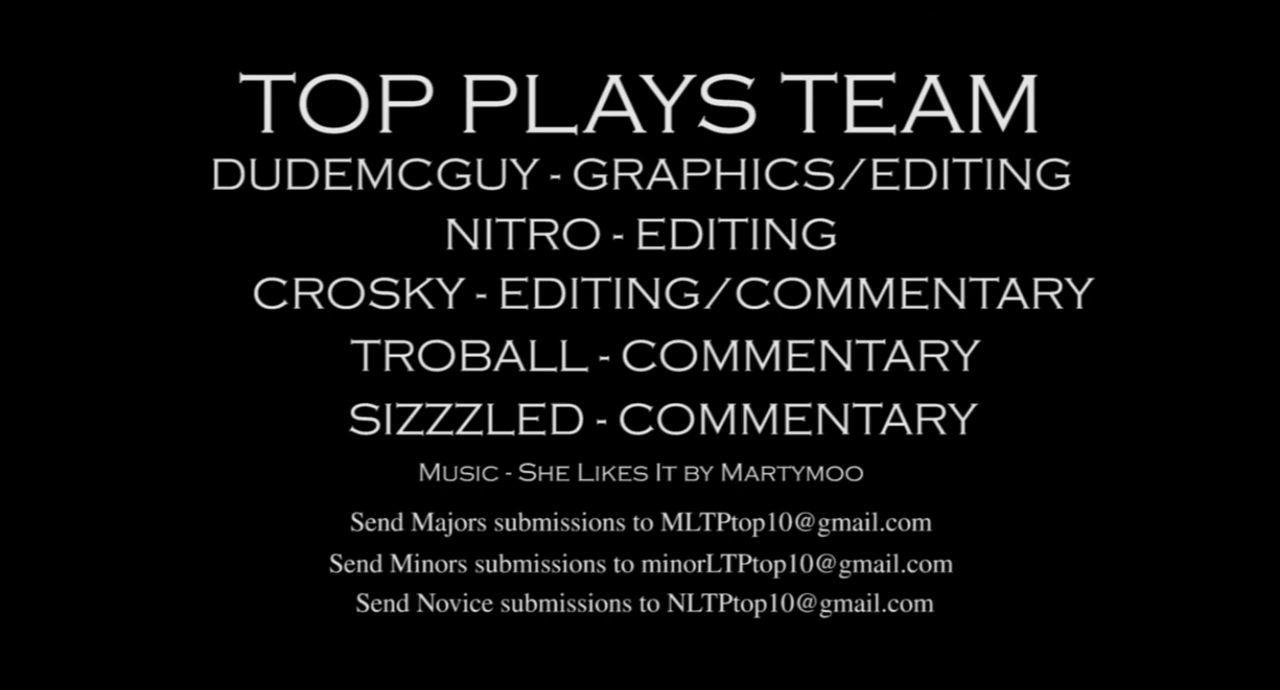 TOP PLAYS TEAM
DUDEMCGUY - GRAPHICS/EDITING
NITRO - EDITING
CROSKY - EDITING/COMMENTARY
TROBALL - COMMENTARY
SIZZZLED - COMMENTARY
Music - She Likes It by Martymoo
Send Majors submissions to MLTPtop10@gmail.com
Send Minors submissions to minorLTPtop10@gmail.com
Send Novice submissions to NLTPtop10@gmail.com